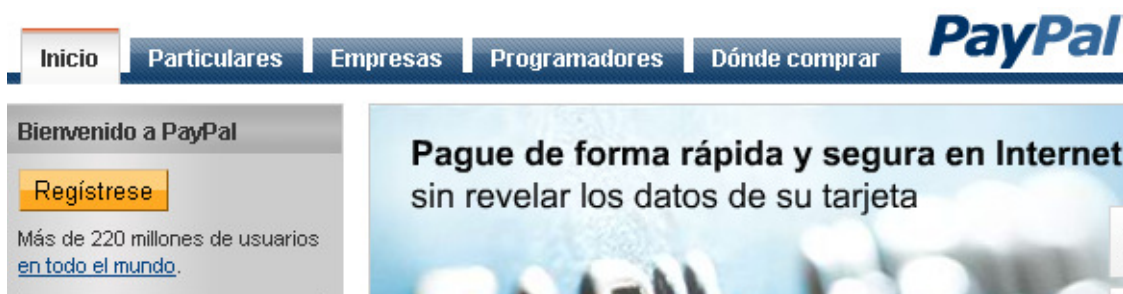 Inicio Particulares Empresas Programadores Dónde comprar PayPal
Bienvenido a PayPal
Regístrese
Más de 220 millones de usuarios
en todo el mundo.
Pague de forma rápida y segura en Internet
sin revelar los datos de su tarjeta